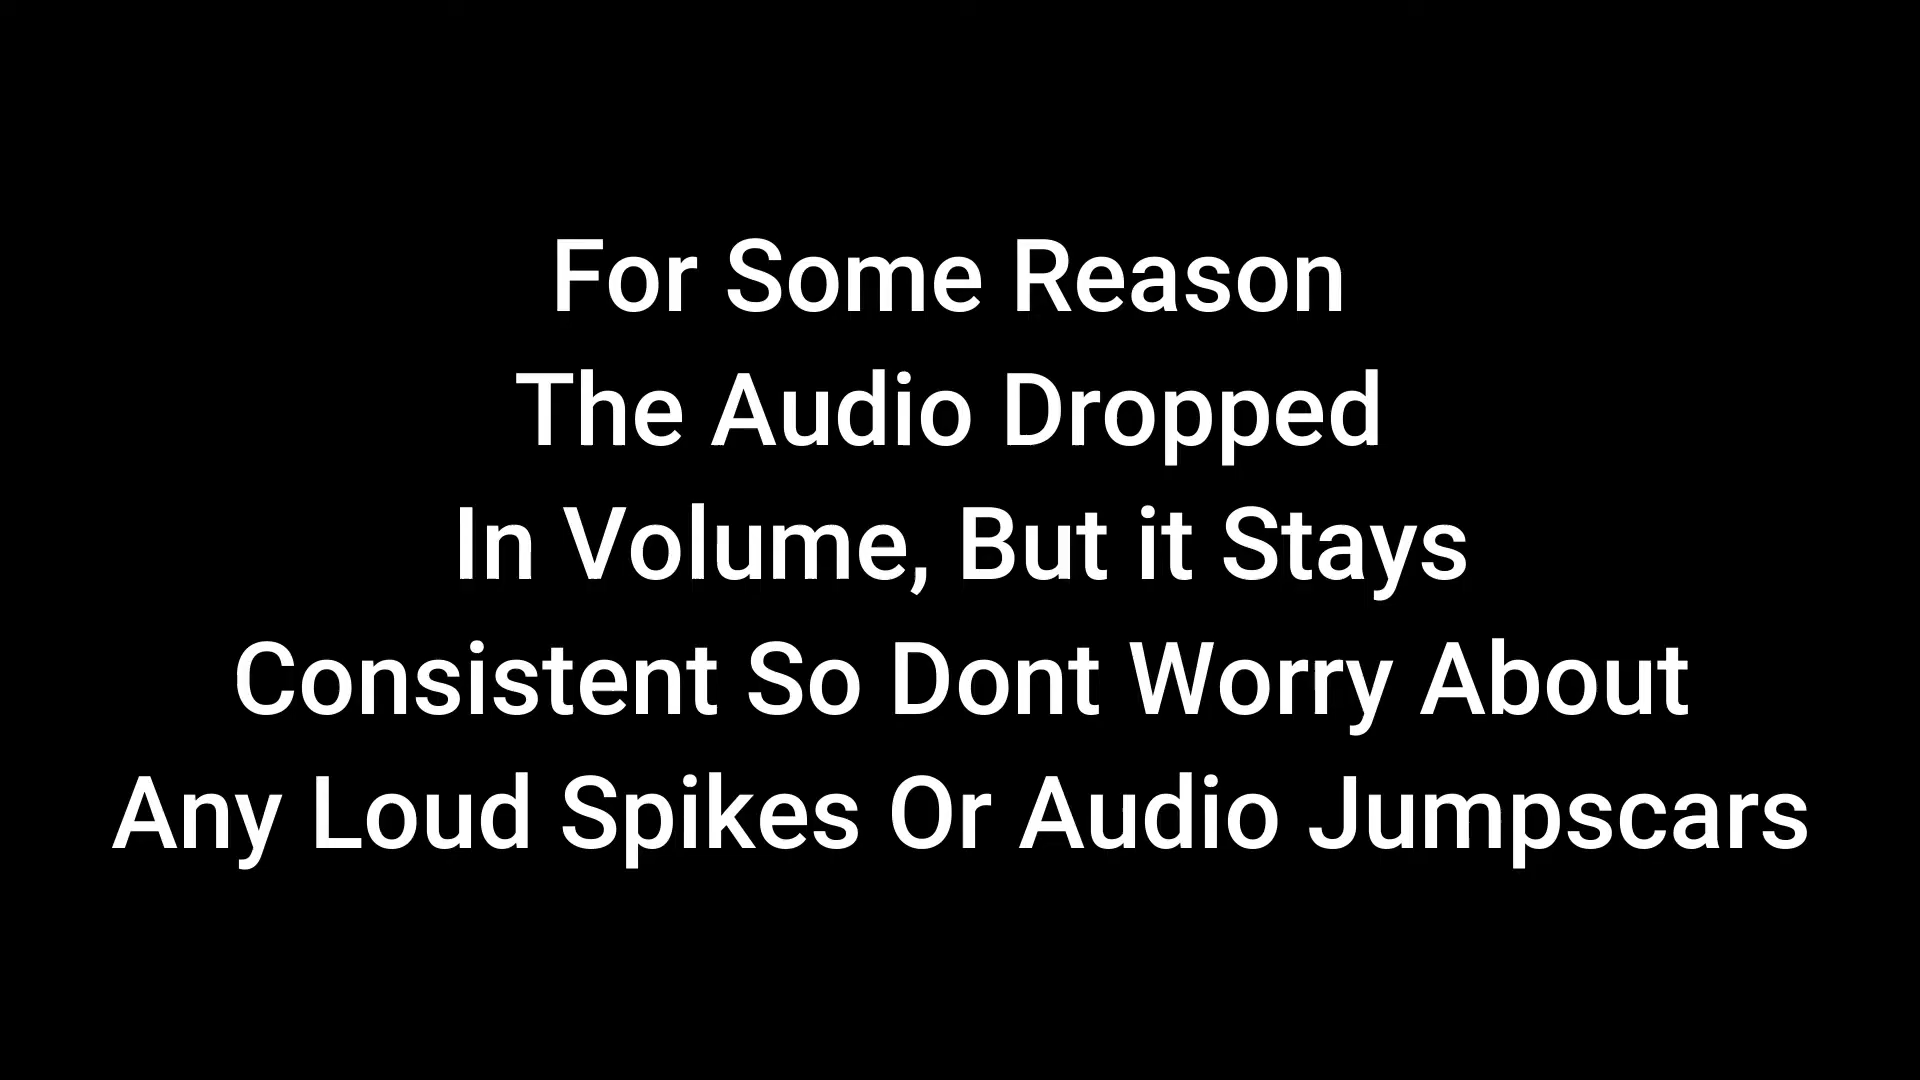 For Some Reason
The Audio Dropped
In Volume, But it Stays
Consistent So Dont Worry About
Any Loud Spikes Or Audio Jumpscars